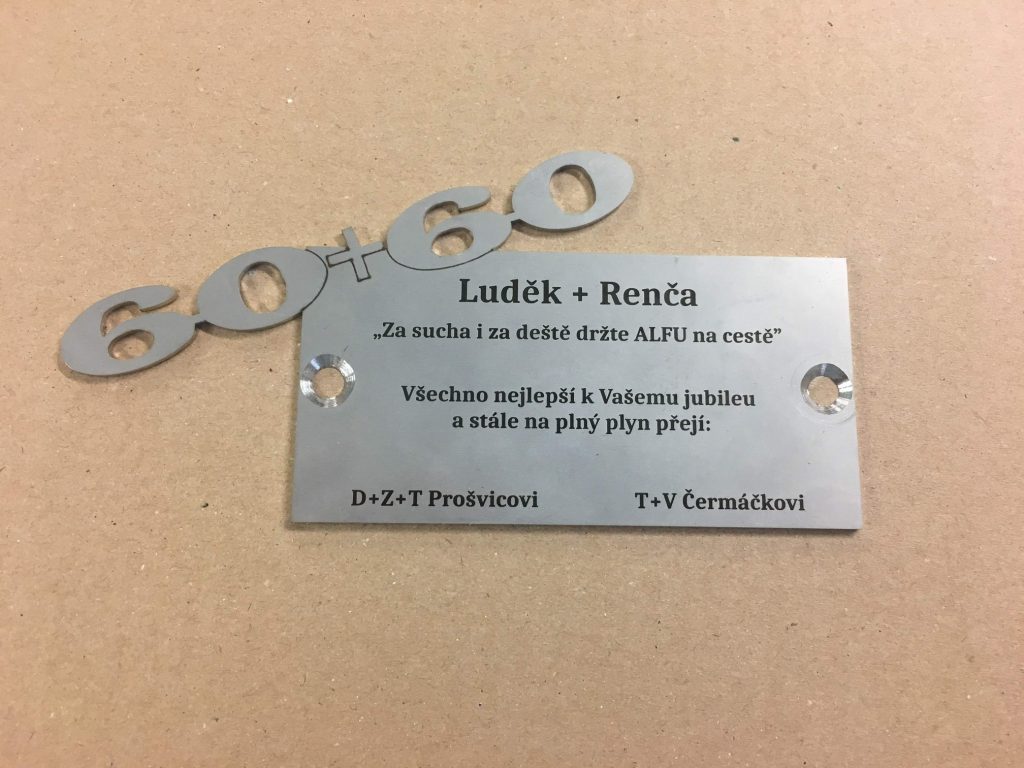 60+60
Luděk + Renča
„Za sucha i za deště držte ALFU na cestě”
Všechno nejlepší k Vašemu jubileu
a stále na plný plyn přejí:
D+Z+T Prošvicovi T+V Čermáčkovi